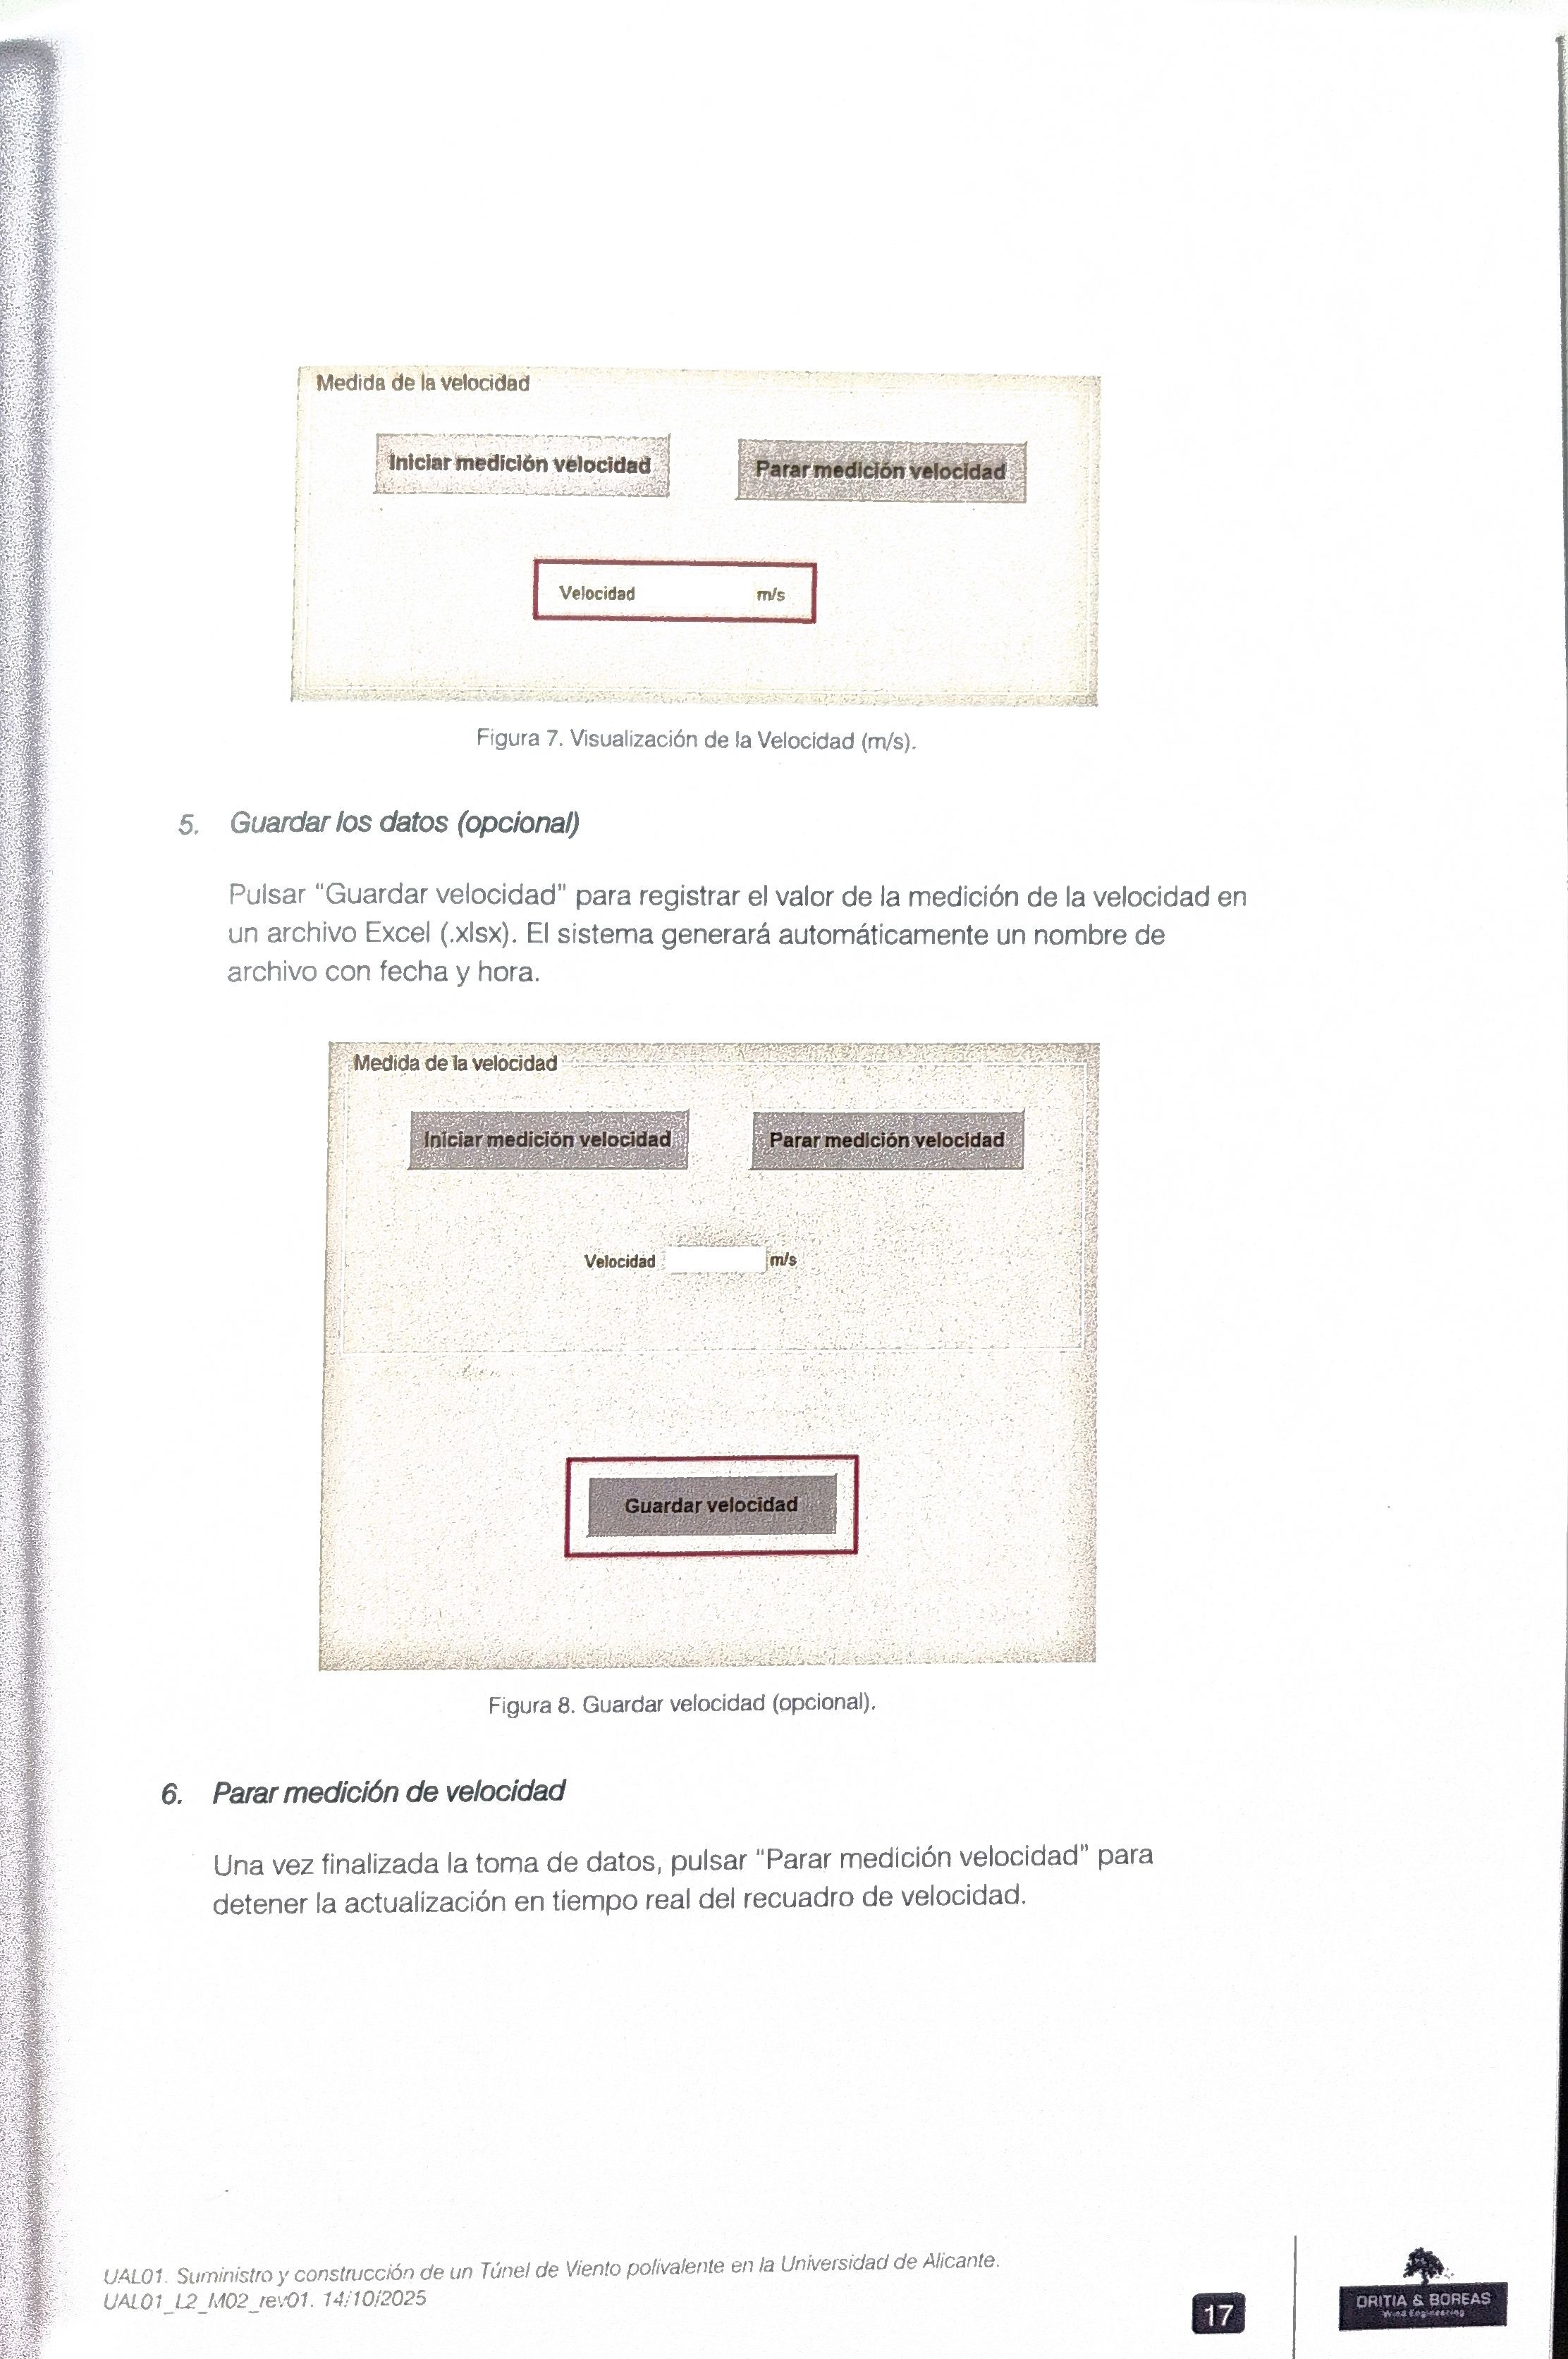 Medida de la velocidad
Iniciar medición velocidad
Parar medición velocidad
Velocidad m/s
Figura 7. Visualización de la Velocidad (m/s).
5. Guardar los datos (opcional)
Pulsar “Guardar velocidad” para registrar el valor de la medición de la velocidad en
un archivo Excel (.xlsx). El sistema generará automáticamente un nombre de
archivo con fecha y hora.
Medida de la velocidad
Iniciar medición velocidad
Parar medición velocidad
Velocidad m/s
Guardar velocidad
Figura 8. Guardar velocidad (opcional).
6. Parar medición de velocidad
Una vez finalizada la toma de datos, pulsar “Parar medición velocidad” para
detener la actualización en tiempo real del recuadro de velocidad.
UAL01. Suministro y construcción de un Túnel de Viento polivalente en la Universidad de Alicante.
UAL01_L2_M02_rev01. 14/10/2025
17
ORITIA & BOREAS
Wind Engineering